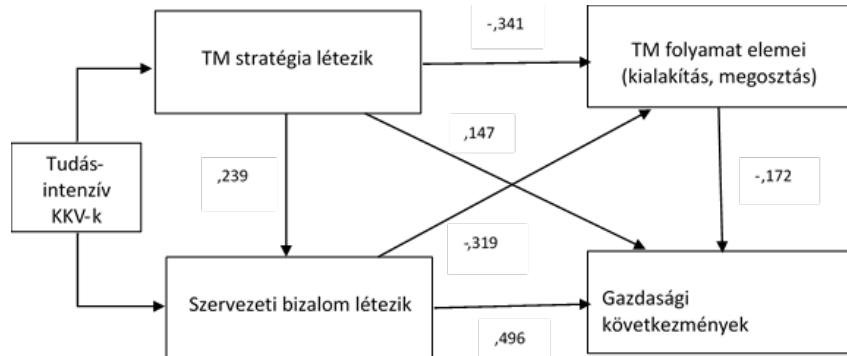 -,341
TM stratégia létezik
TM folyamat elemei
(kialakítás, megosztás)
,147
Tudás-
intenzív
KKV-k
,239
-,172
-,319
Szervezeti bizalom létezik
Gazdasági
következmények
,496